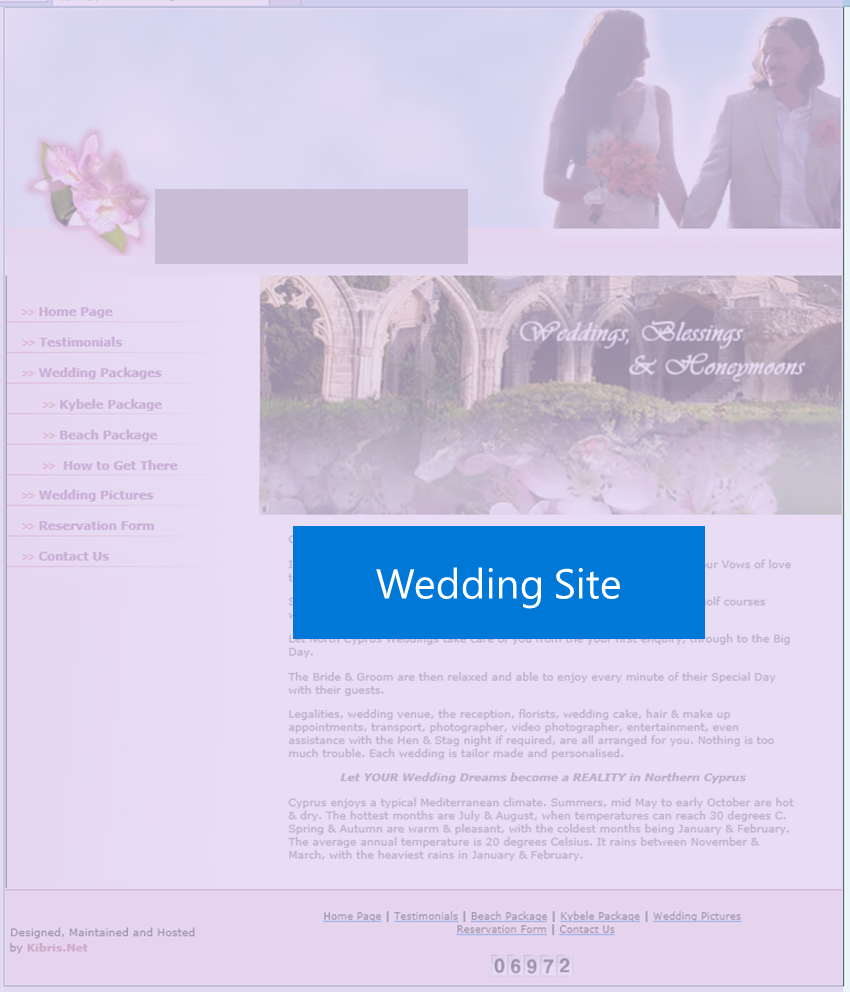 Weddings, Blessings
& Honeymoons
>> Home Page
>> Testimonials
>> Wedding Packages
>> Kybele Package
>> Beach Package
>> How to Get There
>> Wedding Pictures
>> Reservation Form
>> Contact Us
Wedding Site
our Vows of love
golf courses
Let North Cyprus Weddings take care of you from the your first enquiry, through to the Big
Day.
The Bride & Groom are then relaxed and able to enjoy every minute of their Special Day
with their guests.
Legalities, wedding venue, the reception, florists, wedding cake, hair & make up
appointments, transport, photographer, video photographer, entertainment, even
assistance with the Hen & Stag night if required, are all arranged for you. Nothing is too
much trouble. Each wedding is tailor made and personalised.
Let YOUR Wedding Dreams become a REALITY in Northern Cyprus
Cyprus enjoys a typical Mediterranean climate. Summers, mid May to early October are hot
& dry. The hottest months are July & August, when temperatures can reach 30 degrees C.
Spring & Autumn are warm & pleasant, with the coldest months being January & February.
The average annual temperature is 20 degrees Celsius. It rains between November &
March, with the heaviest rains in January & February.
Home Page | Testimonials | Beach Package | Kybele Package | Wedding Pictures
Reservation Form | Contact Us
Designed, Maintained and Hosted
by Kibris.Net
06972